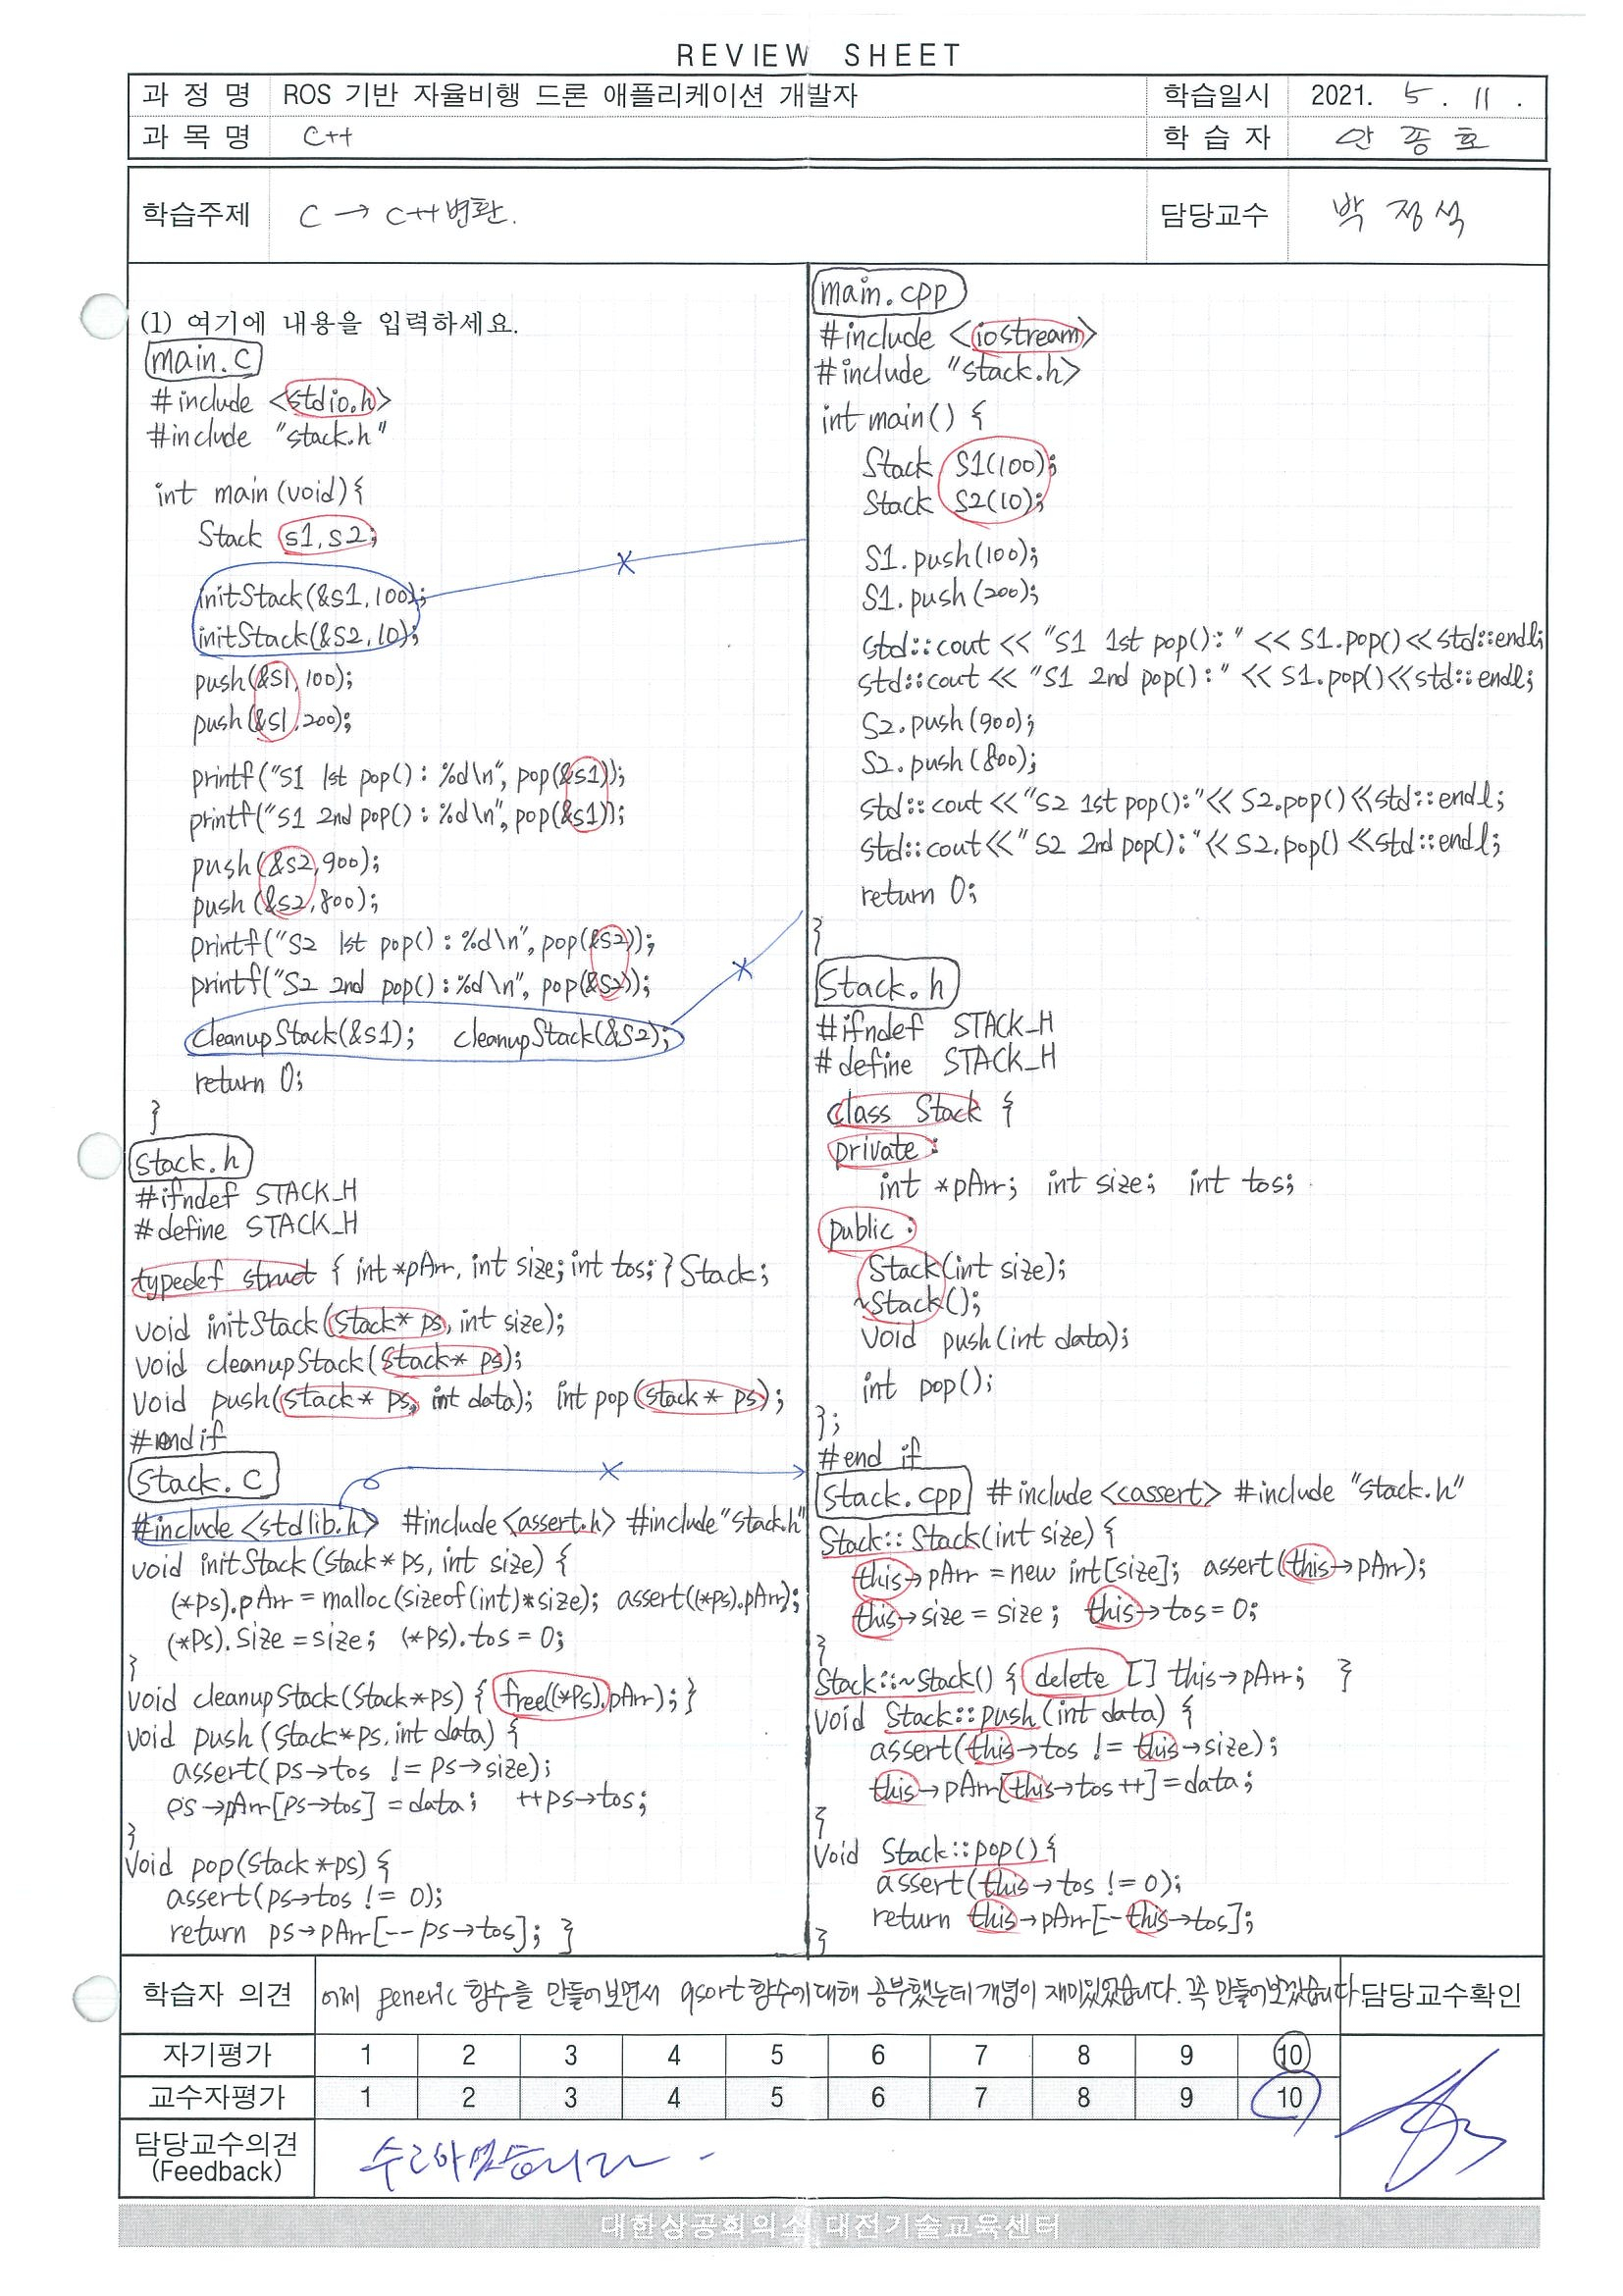 REVIEW SHEET
과 정 명 ROS 기반 자율비행 드론 애플리케이션 개발자 학습일시 2021. 5. 11.
과 목 명 C++ 학 습 자 안 종 호
학습주제 C → C++ 변환. 담당교수 박 정 석
(1) 여기에 내용을 입력하세요.
main.c
#include <stdio.h>
#include "stack.h"
int main(void){
Stack s1, s2;
initStack(&s1, 100);
initStack(&s2, 10);
push(&s1, 100);
push(&s1, 200);
printf("S1 1st pop() : %d\n", pop(&s1));
printf("S1 2nd pop() : %d\n", pop(&s1));
push(&s2, 900);
push(&s2, 800);
printf("S2 1st pop() : %d\n", pop(&s2));
printf("S2 2nd pop() : %d\n", pop(&s2));
cleanupStack(&s1); cleanupStack(&s2);
return 0;
}
stack.h
#ifndef STACK_H
#define STACK_H
typedef struct { int *pArr, int size; int tos; } Stack;
void initStack(Stack* ps, int size);
void cleanupStack(Stack* ps);
void push(Stack* ps, int data); int pop(stack* ps);
#endif
stack.c
#include <stdlib.h> #include <assert.h> #include "stack.h"
void initStack(Stack* ps, int size) {
(*ps).pArr = malloc(sizeof(int)*size); assert((*ps).pArr);
(*Ps).size = size; (*Ps).tos = 0;
}
void cleanupStack(Stack*ps) { free((*Ps).pArr); }
void push (Stack*ps, int data) {
assert(ps→tos != ps→size);
ps→pArr[ps→tos] = data; ++ps→tos;
}
void pop(Stack*ps) {
assert(ps→tos != 0);
return ps→pArr[--ps→tos]; }
main.cpp
#include <iostream>
#include "stack.h>
int main() {
Stack S1(100);
Stack S2(10);
S1.push(100);
S1.push(200);
std::cout << "S1 1st pop():" << S1.pop() << std::endl;
std::cout << "S1 2nd pop():" << S1.pop() << std::endl;
S2.push(900);
S2.push(800);
std::cout << "S2 1st pop():" << S2.pop() << std::endl;
std::cout << "S2 2nd pop():" << S2.pop() << std::endl;
return 0;
}
Stack.h
#ifndef STACK_H
#define STACK_H
class Stack {
private:
int *pArr; int size; int tos;
public:
Stack(int size);
~Stack();
void push(int data);
int pop();
};
#end if
Stack.cpp #include <cassert> #include "stack.h"
Stack::Stack(int size) {
this→pArr = new int[size]; assert(this→pArr);
this→size = size; this→tos = 0;
}
Stack::~Stack() { delete [] this→pArr; }
void Stack::push(int data) {
assert(this→tos != this→size);
this→pArr[this→tos++] = data;
}
Void Stack::pop() {
assert(this→tos != 0);
return this→pArr[--this→tos];
}
학습자 의견 어제 generic 함수를 만들어보면서 qsort 함수에 대해 공부했는데 개념이 재미있었습니다. 꼭 만들어보겠습니다. 담당교수확인
자기평가 1 2 3 4 5 6 7 8 9 10
교수자평가 1 2 3 4 5 6 7 8 9 10
담당교수의견
(Feedback) 수고하셨습니다.
대한상공회의소 대전기술교육센터